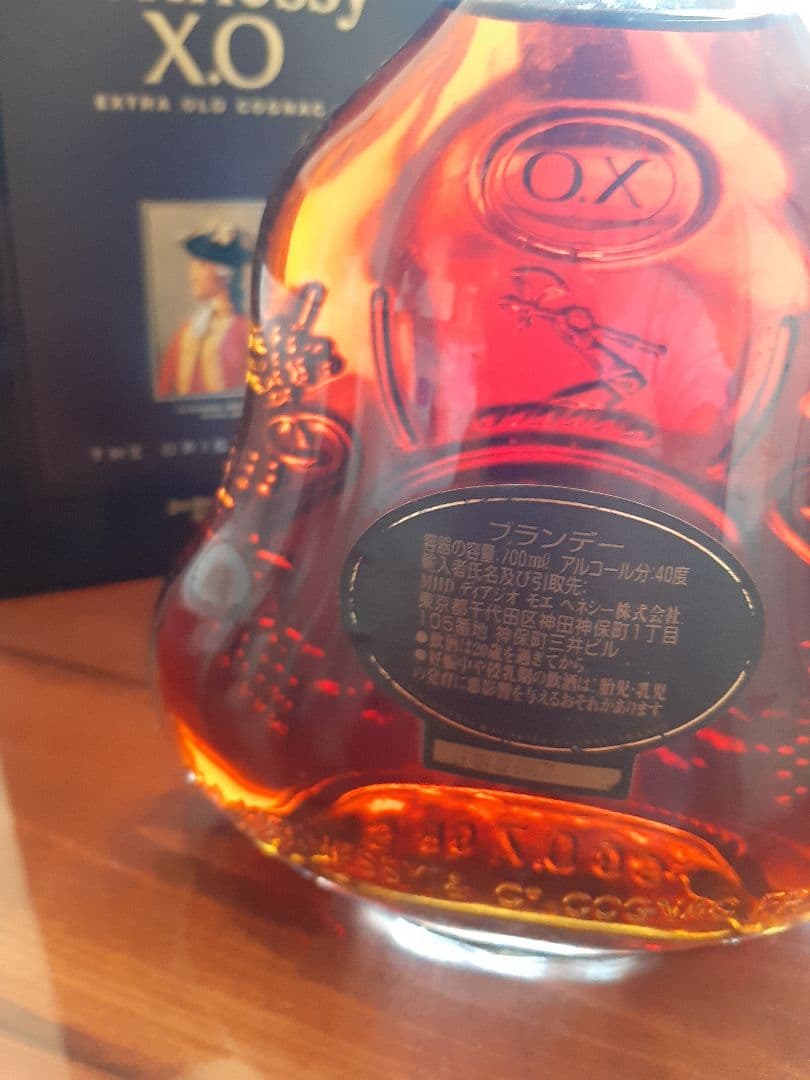 X.O
EXTRA OLD COGNAC
X.O
ブランデー
容器の容量.700mℓ アルコール分:40度
輸入者氏名及び引取先:
MHD ディアジオ モエ ヘネシー株式会社
東京都千代田区神田神保町1丁目
105番地 神保町三井ビル
●飲酒は20歳を過ぎてから
●妊娠中や授乳期の飲酒は、胎児・乳児
の発育に悪影響を与えるおそれがあります